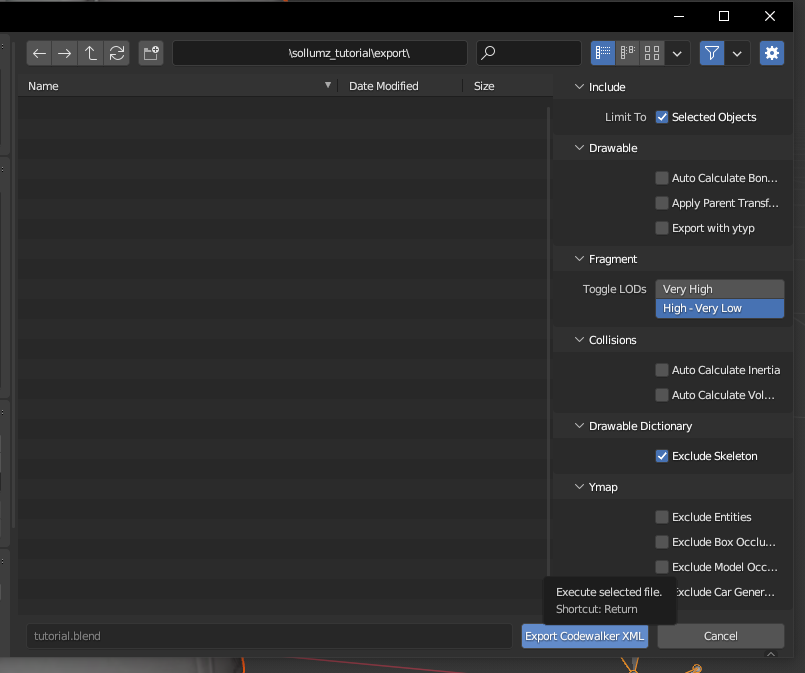 \sollumz_tutorial\export\
Name
Date Modified
Size
Include
Limit To
Selected Objects
Drawable
Auto Calculate Bon...
Apply Parent Transf...
Export with ytyp
Fragment
Toggle LODs
Very High
High - Very Low
Collisions
Auto Calculate Inertia
Auto Calculate Vol...
Drawable Dictionary
Exclude Skeleton
Ymap
Exclude Entities
Exclude Box Occlu...
Exclude Model Occ...
Exclude Car Gener...
Execute selected file.
Shortcut: Return
tutorial.blend
Export Codewalker XML
Cancel